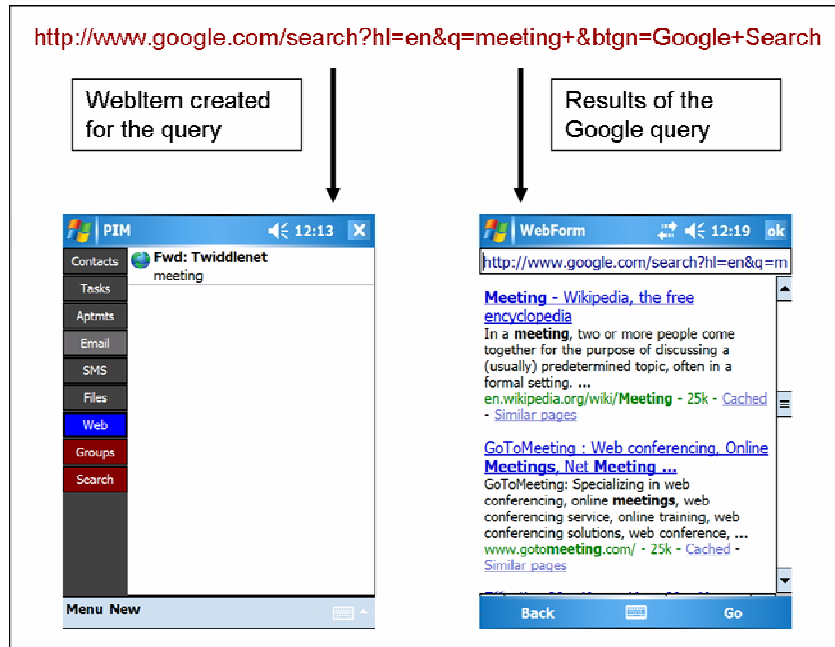 http://www.google.com/search?hl=en&q=meeting+&btgn=Google+Search
WebItem created
for the query
Results of the
Google query
PIM
12:13
Contacts
Tasks
Aptmts
Email
SMS
Files
Web
Groups
Search
Fwd: Twiddlenet
meeting
Menu New
WebForm
12:19
ok
http://www.google.com/search?hl=en&q=m
Meeting - Wikipedia, the free
encyclopedia
In a meeting, two or more people come
together for the purpose of discussing a
(usually) predetermined topic, often in a
formal setting. ...
en.wikipedia.org/wiki/Meeting - 25k - Cached
- Similar pages
GoToMeeting : Web conferencing, Online
Meetings, Net Meeting ...
GoToMeeting: Specializing in web
conferencing, online meetings, web
conferencing service, online training, web
conferencing solutions, web conference, ...
www.gotomeeting.com/ - 25k - Cached -
Similar pages
Back
Go